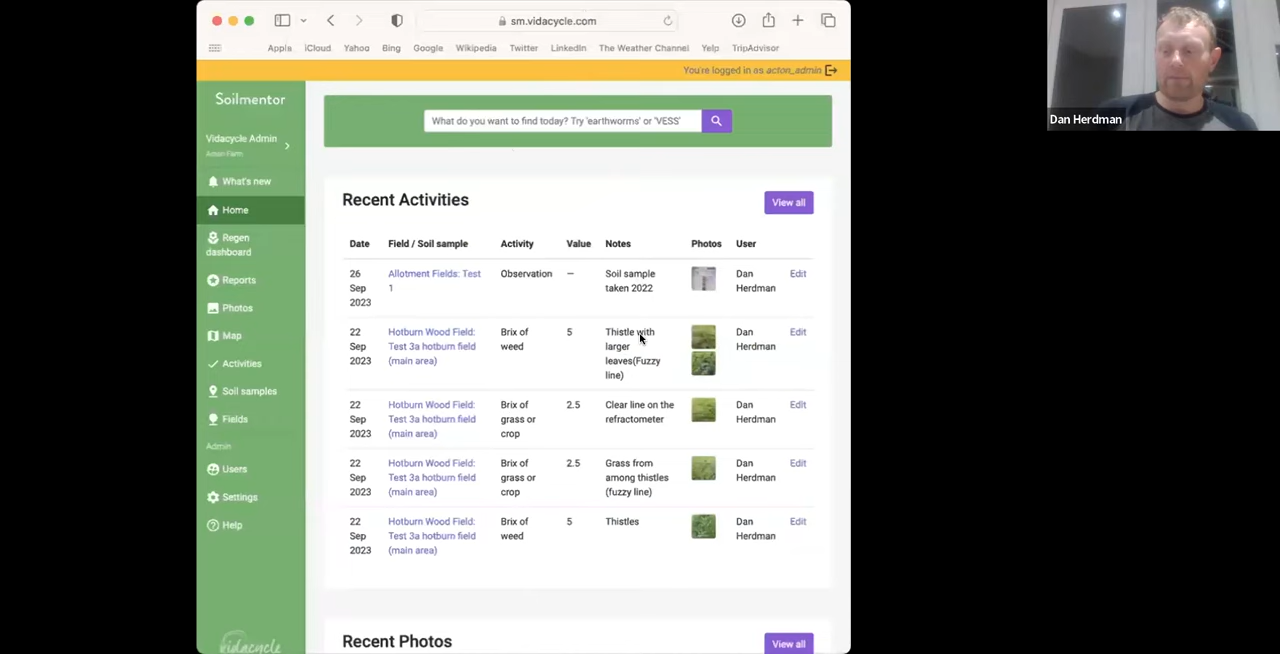 sm.vidacycle.com
Apple iCloud Yahoo Bing Google Wikipedia Twitter LinkedIn The Weather Channel Yelp TripAdvisor
You're logged in as acton_admin
Soilmentor
Vidacycle Admin
Acton Farm
What's new
Home
Regen
dashboard
Reports
Photos
Map
Activities
Soil samples
Fields
Admin
Users
Settings
Help
vidacycle
What do you want to find today? Try 'earthworms' or 'VESS'
Recent Activities
View all
Date Field / Soil sample Activity Value Notes Photos User
26 Allotment Fields: Test Observation – Soil sample Dan Edit
Sep 1 taken 2022 Herdman
2023
22 Hotburn Wood Field: Brix of 5 Thistle with Dan Edit
Sep Test 3a hotburn field weed larger Herdman
2023 (main area) leaves(Fuzzy
line)
22 Hotburn Wood Field: Brix of 2.5 Clear line on the Dan Edit
Sep Test 3a hotburn field grass or refractometer Herdman
2023 (main area) crop
22 Hotburn Wood Field: Brix of 2.5 Grass from Dan Edit
Sep Test 3a hotburn field grass or among thistles Herdman
2023 (main area) crop (fuzzy line)
22 Hotburn Wood Field: Brix of 5 Thistles Dan Edit
Sep Test 3a hotburn field weed Herdman
2023 (main area)
Recent Photos
View all
Dan Herdman